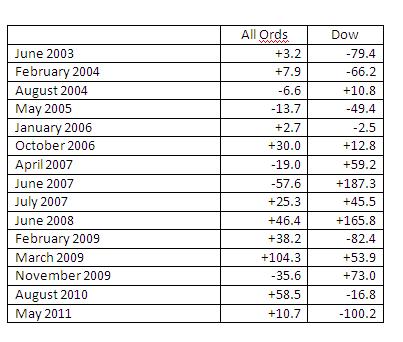 All Ords Dow
June 2003 +3.2 -79.4
February 2004 +7.9 -66.2
August 2004 -6.6 +10.8
May 2005 -13.7 -49.4
January 2006 +2.7 -2.5
October 2006 +30.0 +12.8
April 2007 -19.0 +59.2
June 2007 -57.6 +187.3
July 2007 +25.3 +45.5
June 2008 +46.4 +165.8
February 2009 +38.2 -82.4
March 2009 +104.3 +53.9
November 2009 -35.6 +73.0
August 2010 +58.5 -16.8
May 2011 +10.7 -100.2